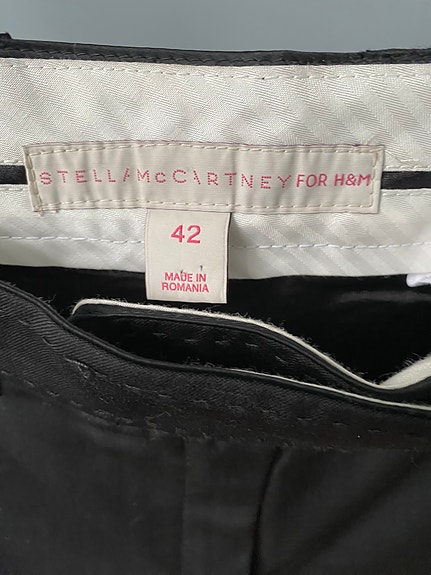 STELLA McCARTNEY FOR H&M
42
MADE IN
ROMANIA